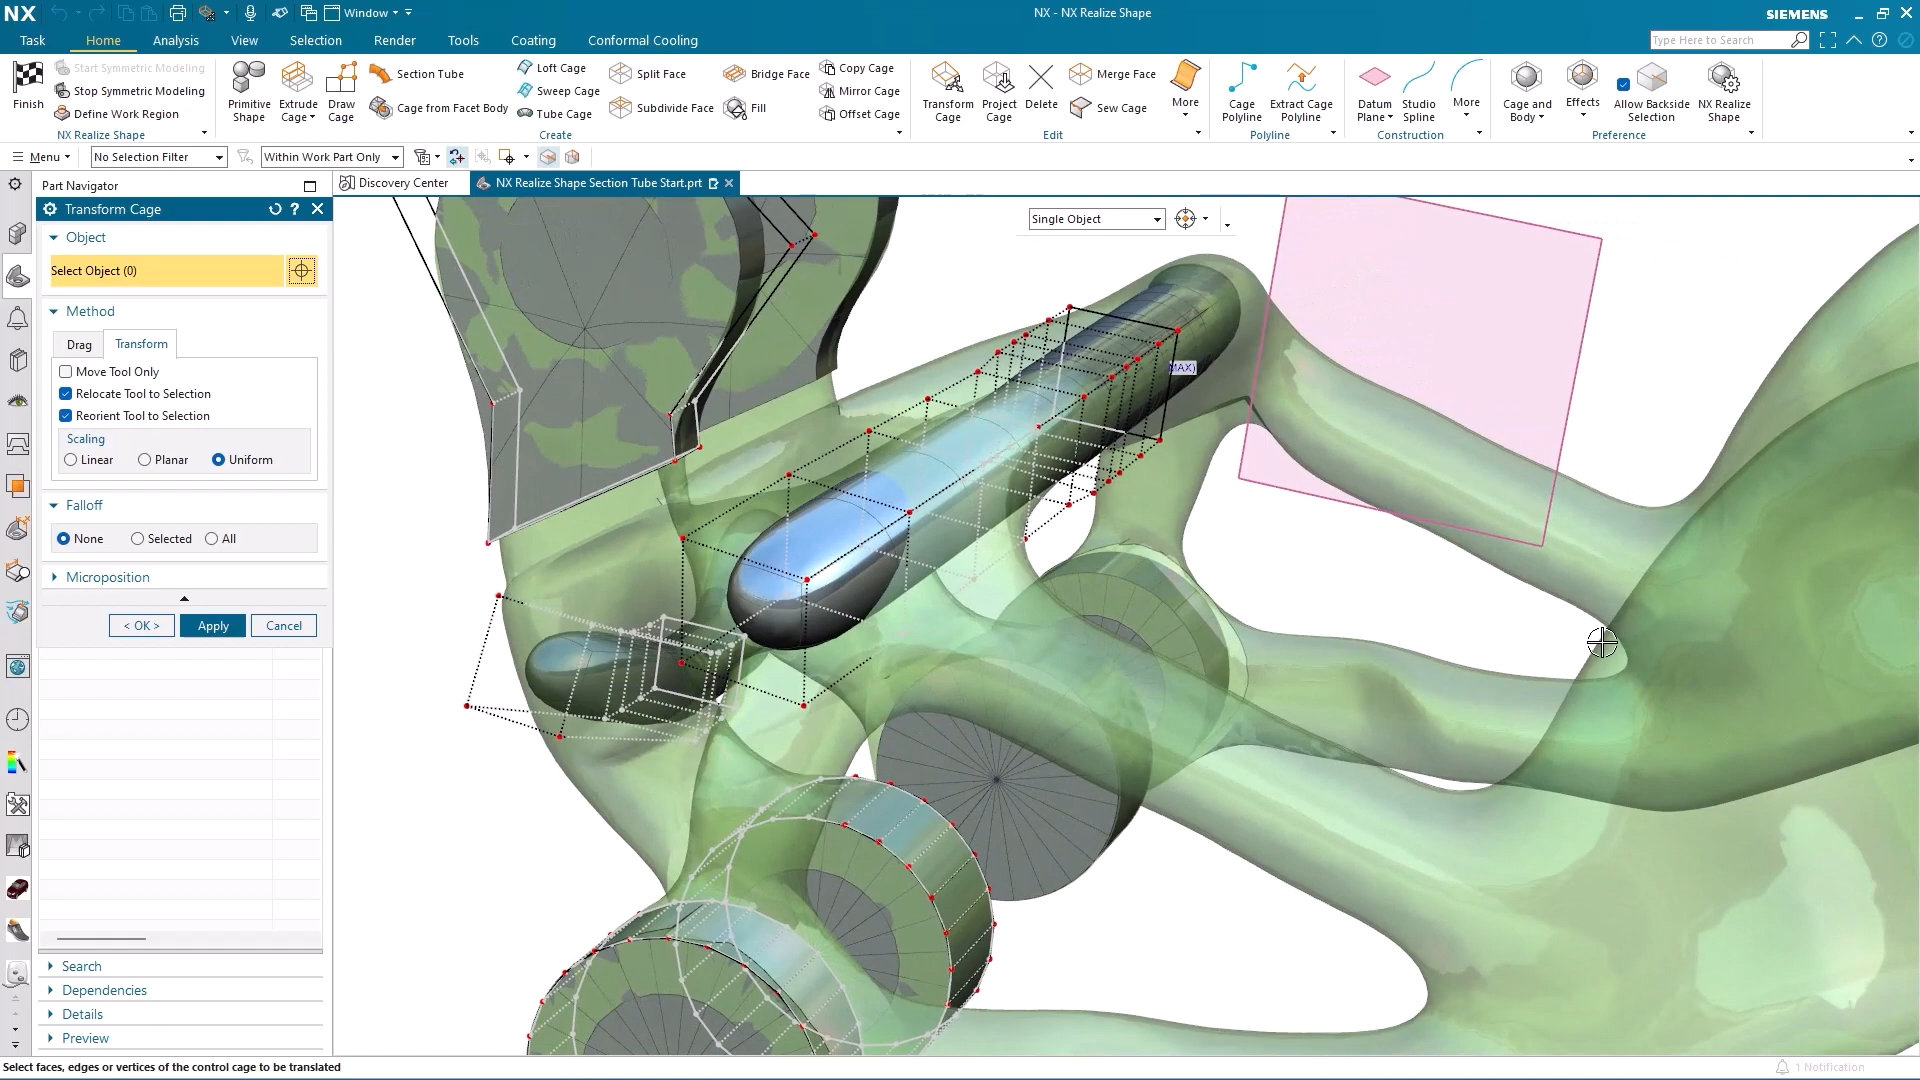 NX
Window
NX - NX Realize Shape
SIEMENS
Task
Home
Analysis
View
Selection
Render
Tools
Coating
Conformal Cooling
Type Here to Search
Finish
Start Symmetric Modeling
Stop Symmetric Modeling
Define Work Region
NX Realize Shape
Primitive Shape
Extrude Cage
Draw Cage
Section Tube
Cage from Facet Body
Loft Cage
Sweep Cage
Tube Cage
Split Face
Subdivide Face
Bridge Face
Fill
Copy Cage
Mirror Cage
Offset Cage
Create
Transform Cage
Project Cage
Delete
Merge Face
Sew Cage
More
Edit
Cage Polyline
Extract Cage Polyline
Polyline
Datum Plane
Studio Spline
More
Construction
Cage and Body
Effects
Allow Backside Selection
NX Realize Shape
Preference
Menu
No Selection Filter
Within Work Part Only
Part Navigator
Discovery Center
NX Realize Shape Section Tube Start.prt
Transform Cage
Object
Select Object (0)
Method
Drag
Transform
Move Tool Only
Relocate Tool to Selection
Reorient Tool to Selection
Scaling
Linear
Planar
Uniform
Falloff
None
Selected
All
Microposition
< OK >
Apply
Cancel
Single Object
MAX)
Search
Dependencies
Details
Preview
Select faces, edges or vertices of the control cage to be translated
1 Notification